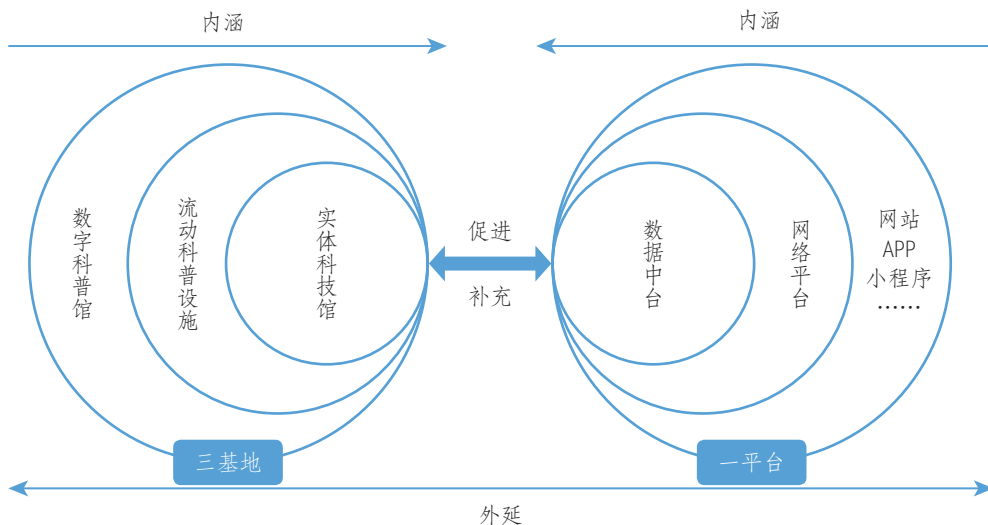 内涵
内涵
数字科普馆
流动科普设施
实体科技馆
促进
补充
数据中台
网络平台
网站
APP
小程序
……
三基地
一平台
外延